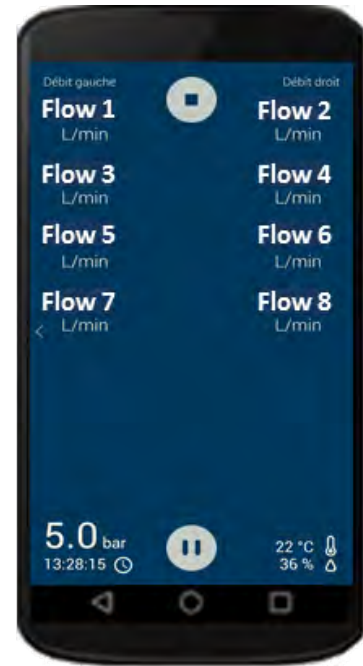 Débit gauche Débit droit
Flow 1 Flow 2
L/min L/min
Flow 3 Flow 4
L/min L/min
Flow 5 Flow 6
L/min L/min
Flow 7 Flow 8
L/min L/min
5.0 bar 22 °C
13:28:15 36 %